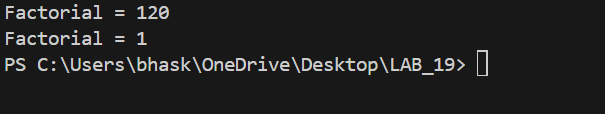 Factorial = 120
Factorial = 1
PS C:\Users\bhask\OneDrive\Desktop\LAB_19>